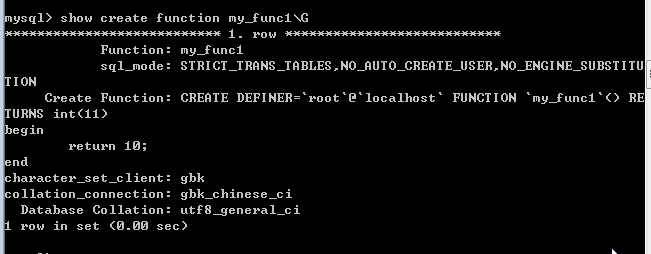 mysql> show create function my_func1\G
*************************** 1. row ***************************
Function: my_func1
sql_mode: STRICT_TRANS_TABLES,NO_AUTO_CREATE_USER,NO_ENGINE_SUBSTITU
TION
Create Function: CREATE DEFINER=`root`@`localhost` FUNCTION `my_func1`() RE
TURNS int(11)
begin
return 10;
end
character_set_client: gbk
collation_connection: gbk_chinese_ci
Database Collation: utf8_general_ci
1 row in set (0.00 sec)